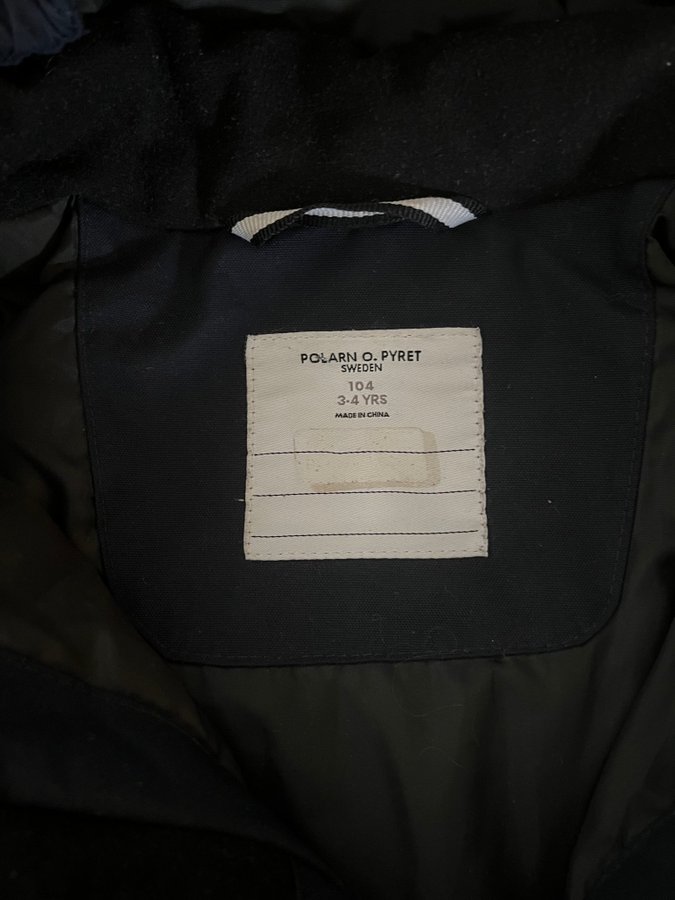 POLARN O. PYRET
SWEDEN
104
3-4 YRS
MADE IN CHINA